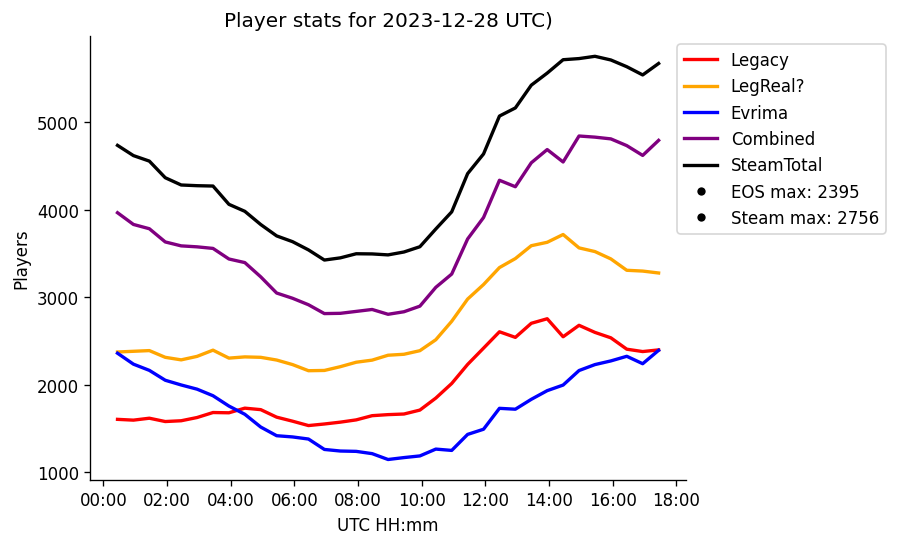 Player stats for 2023-12-28 UTC)
Legacy
LegReal?
Evrima
Combined
SteamTotal
EOS max: 2395
Steam max: 2756
Players
5000
4000
3000
2000
1000
00:00 02:00 04:00 06:00 08:00 10:00 12:00 14:00 16:00 18:00
UTC HH:mm